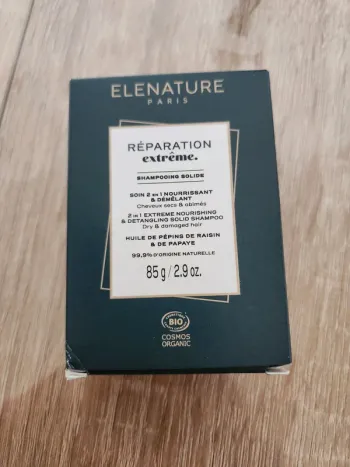 ELENATURE
PARIS
RÉPARATION
extrême.
SHAMPOOING SOLIDE
SOIN 2 en 1 NOURRISSANT
& DÉMÊLANT
Cheveux secs & abîmés
2 in 1 EXTREME NOURISHING
& DETANGLING SOLID SHAMPOO
Dry & damaged hair
HUILE DE PÉPINS DE RAISIN
& DE PAPAYE
99,9% D'ORIGINE NATURELLE
85 g / 2.9 oz.
BIO
COSMOS
ORGANIC